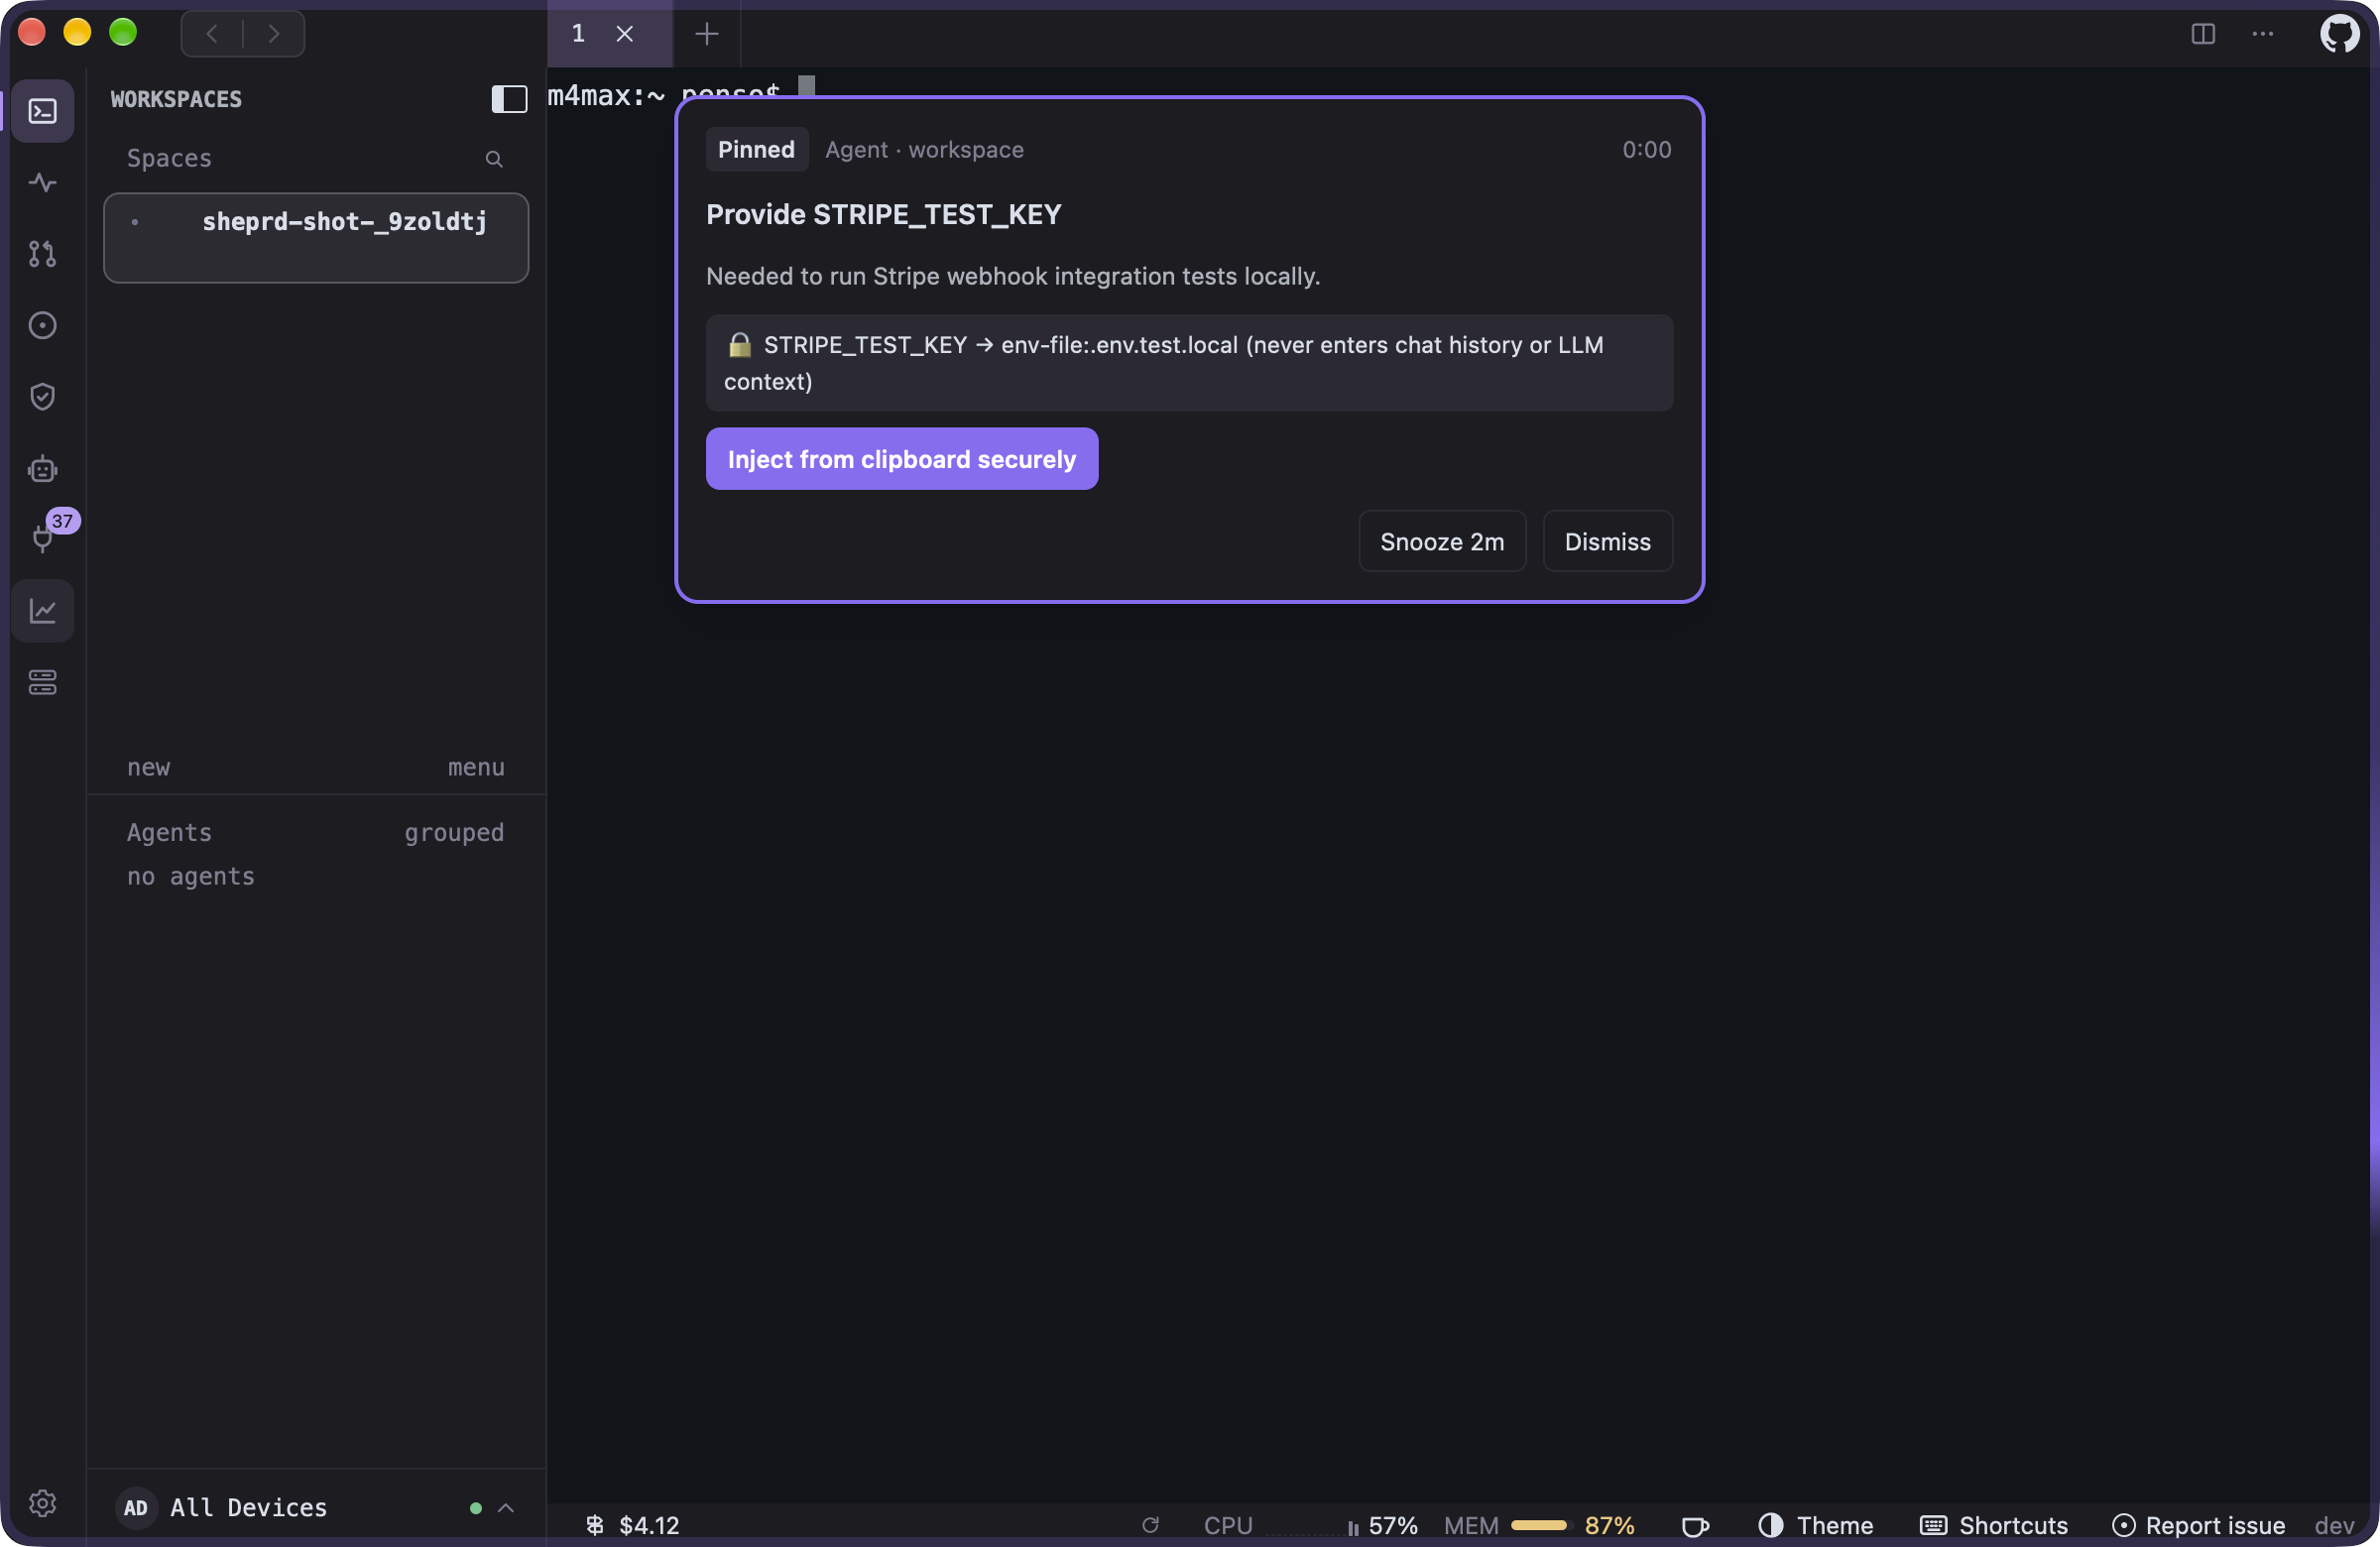 1
WORKSPACES
m4max:~ penso$
Spaces
sheprd-shot-_9zoldtj
Pinned Agent · workspace 0:00
Provide STRIPE_TEST_KEY
Needed to run Stripe webhook integration tests locally.
🔒 STRIPE_TEST_KEY → env-file:.env.test.local (never enters chat history or LLM
context)
Inject from clipboard securely
Snooze 2m Dismiss
37
new menu
Agents grouped
no agents
AD All Devices
$4.12 CPU 57% MEM 87% Theme Shortcuts Report issue dev